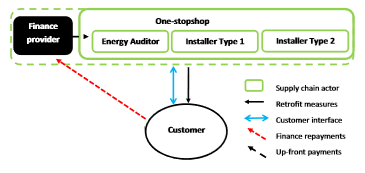 One-stopshop
Finance
provider
Energy Auditor
Installer Type 1
Installer Type 2
Customer
Supply chain actor
Retrofit measures
Customer interface
Finance repayments
Up-front payments